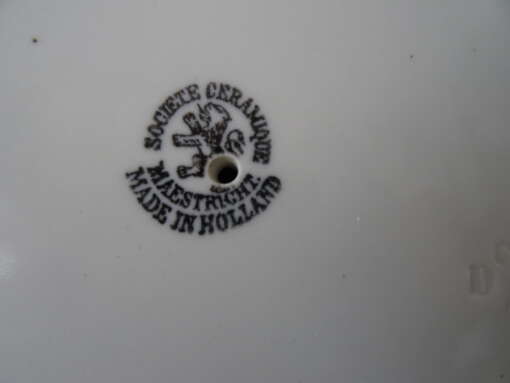 SOCIETE CERAMIQUE
MAESTRICHT
MADE IN HOLLAND
D